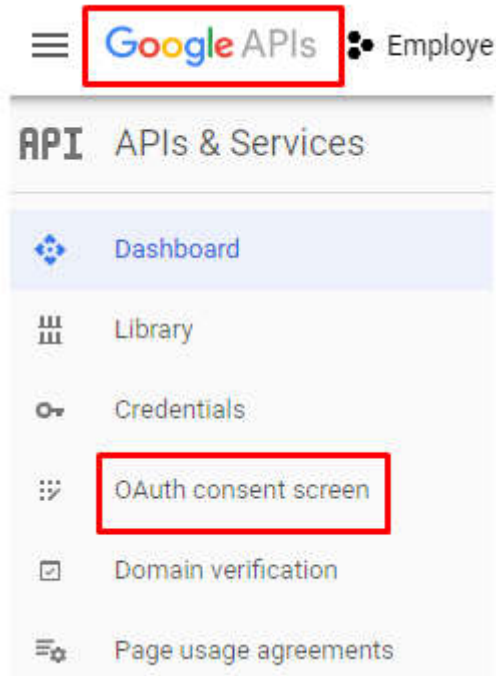 Google APIs Employe
API APIs & Services
Dashboard
Library
Credentials
OAuth consent screen
Domain verification
Page usage agreements